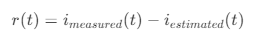 r(t) = i_{measured}(t) − i_{estimated}(t)